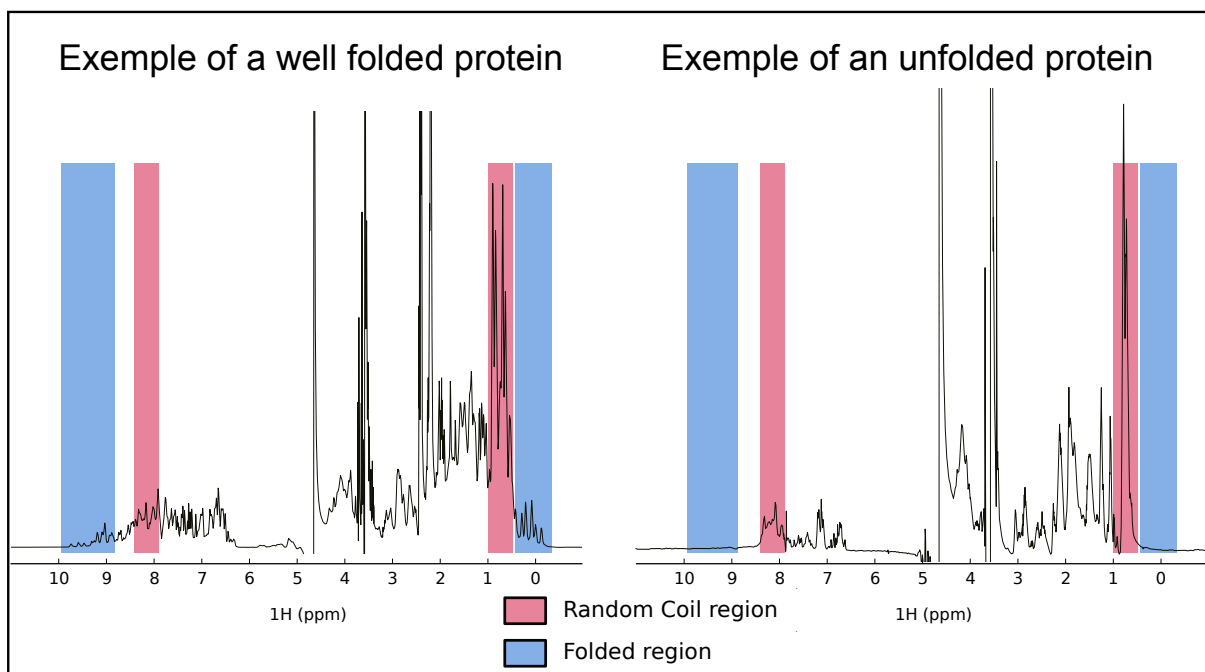 Exemple of a well folded protein
Exemple of an unfolded protein
10 9 8 7 6 5 4 3 2 1 0
10 9 8 7 6 5 4 3 2 1 0
1H (ppm)
1H (ppm)
Random Coil region
Folded region